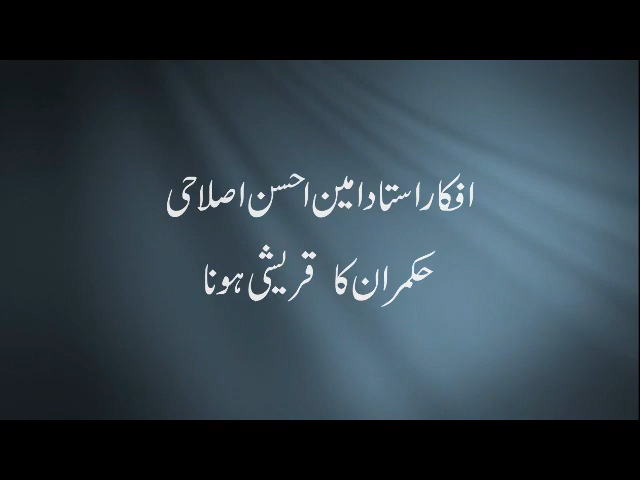 افکار استاد امین احسن اصلاحی
حکمران کا قریشی ہونا